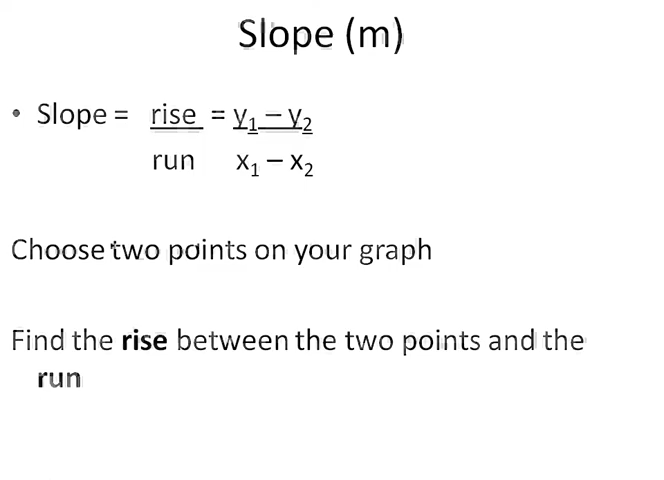 Slope (m)
• Slope = rise = y₁ – y₂
run x₁ – x₂
Choose two points on your graph
Find the rise between the two points and the
run